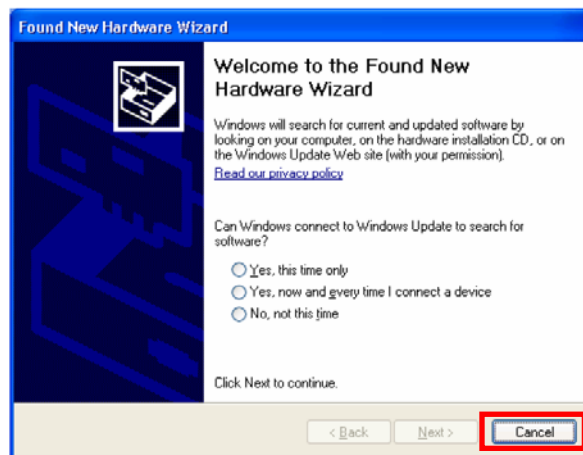 Found New Hardware Wizard
Welcome to the Found New
Hardware Wizard
Windows will search for current and updated software by
looking on your computer, on the hardware installation CD, or on
the Windows Update Web site (with your permission).
Read our privacy policy
Can Windows connect to Windows Update to search for
software?
Yes, this time only
Yes, now and every time I connect a device
No, not this time
Click Next to continue.
< Back Next > Cancel